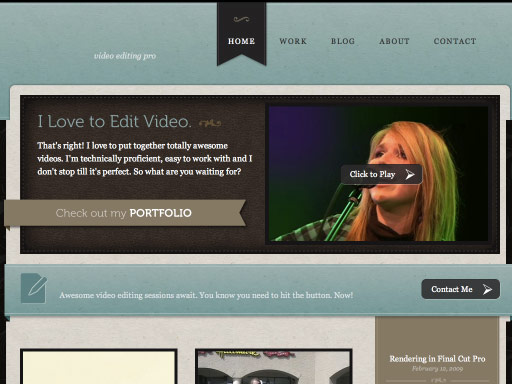 HOME WORK BLOG ABOUT CONTACT
video editing pro
I Love to Edit Video.
That's right! I love to put together totally awesome
videos. I'm technically proficient, easy to work with and I
don't stop till it's perfect. So what are you waiting for?
Click to Play
Check out my PORTFOLIO
Awesome video editing sessions await. You know you need to hit the button. Now!
Contact Me
Rendering in Final Cut Pro
February 12, 2009